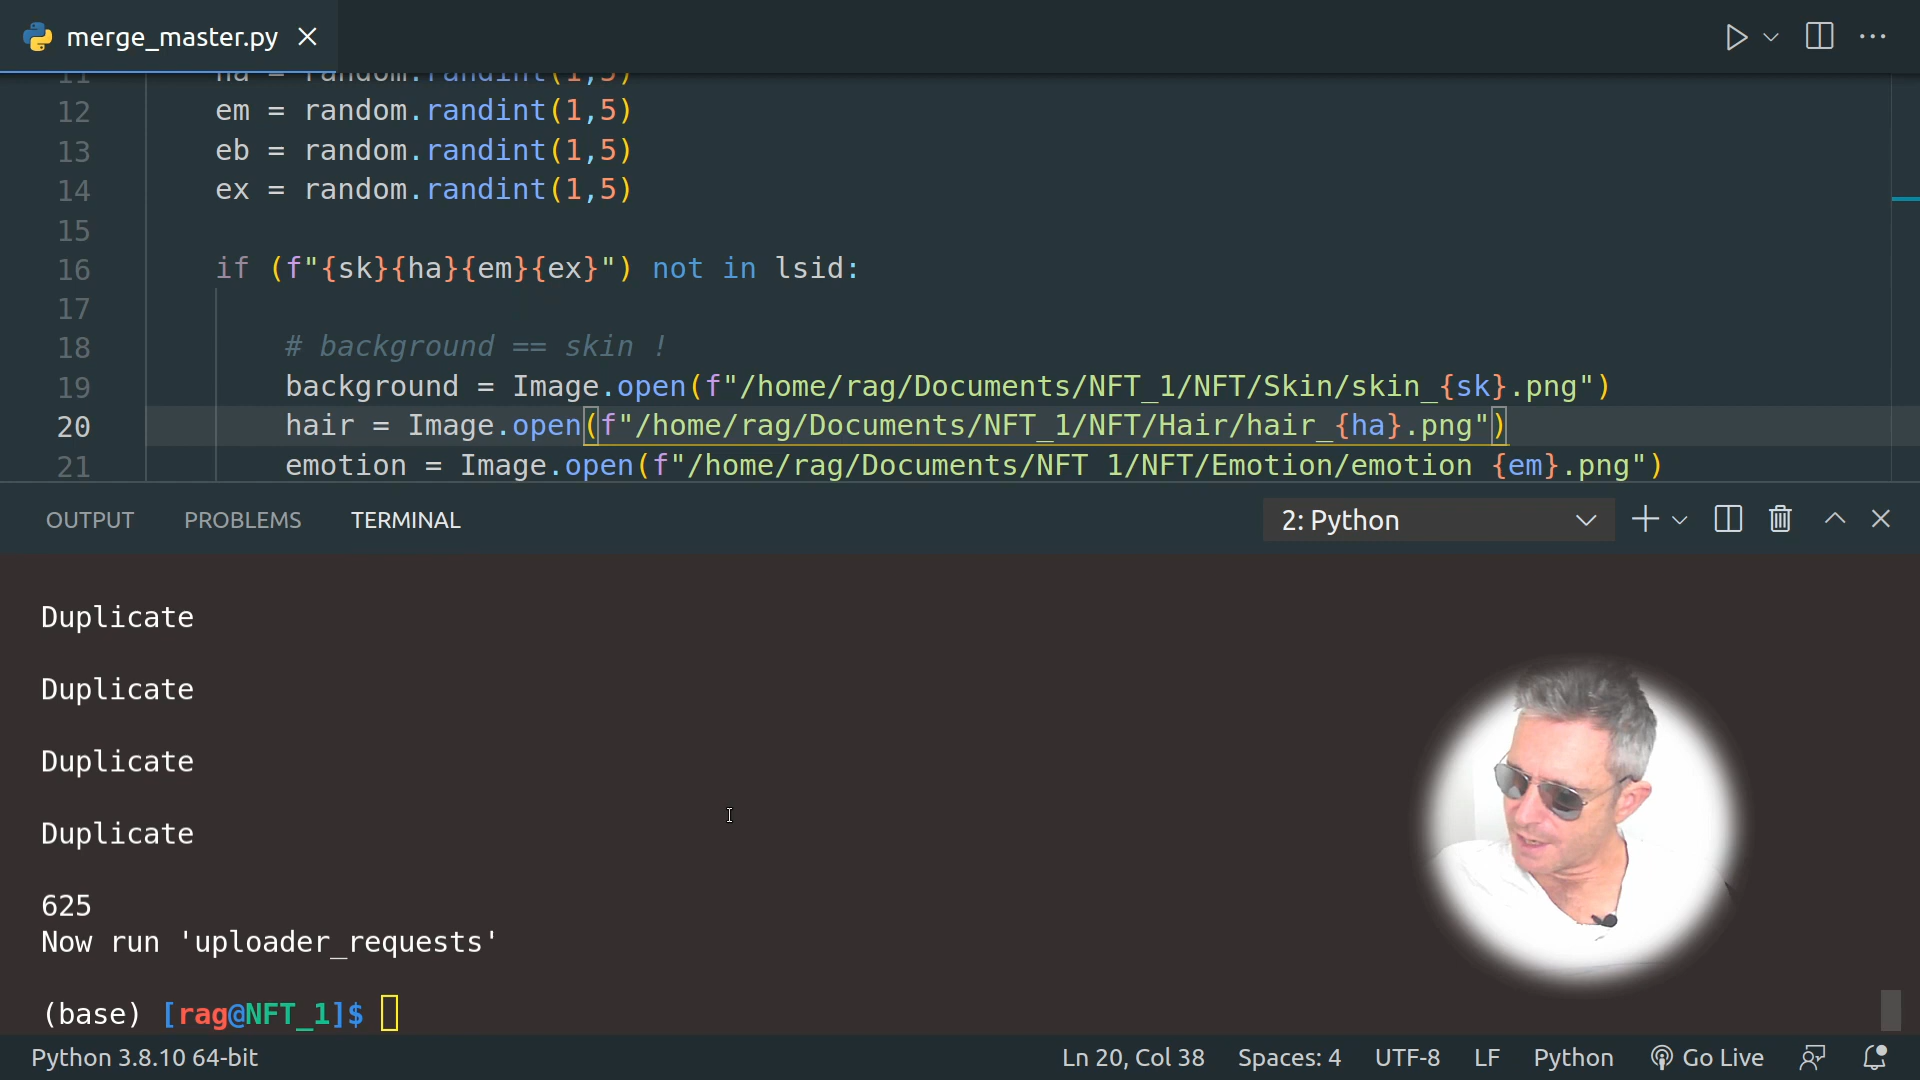 merge_master.py
11 ha = random.randint(1,5)
12 em = random.randint(1,5)
13 eb = random.randint(1,5)
14 ex = random.randint(1,5)
15
16 if (f"{sk}{ha}{em}{ex}") not in lsid:
17
18 # background == skin !
19 background = Image.open(f"/home/rag/Documents/NFT_1/NFT/Skin/skin_{sk}.png")
20 hair = Image.open(f"/home/rag/Documents/NFT_1/NFT/Hair/hair_{ha}.png")
21 emotion = Image.open(f"/home/rag/Documents/NFT_1/NFT/Emotion/emotion_{em}.png")
OUTPUT PROBLEMS TERMINAL 2: Python
Duplicate
Duplicate
Duplicate
Duplicate
625
Now run 'uploader_requests'
(base) [rag@NFT_1]$
Python 3.8.10 64-bit Ln 20, Col 38 Spaces: 4 UTF-8 LF Python Go Live